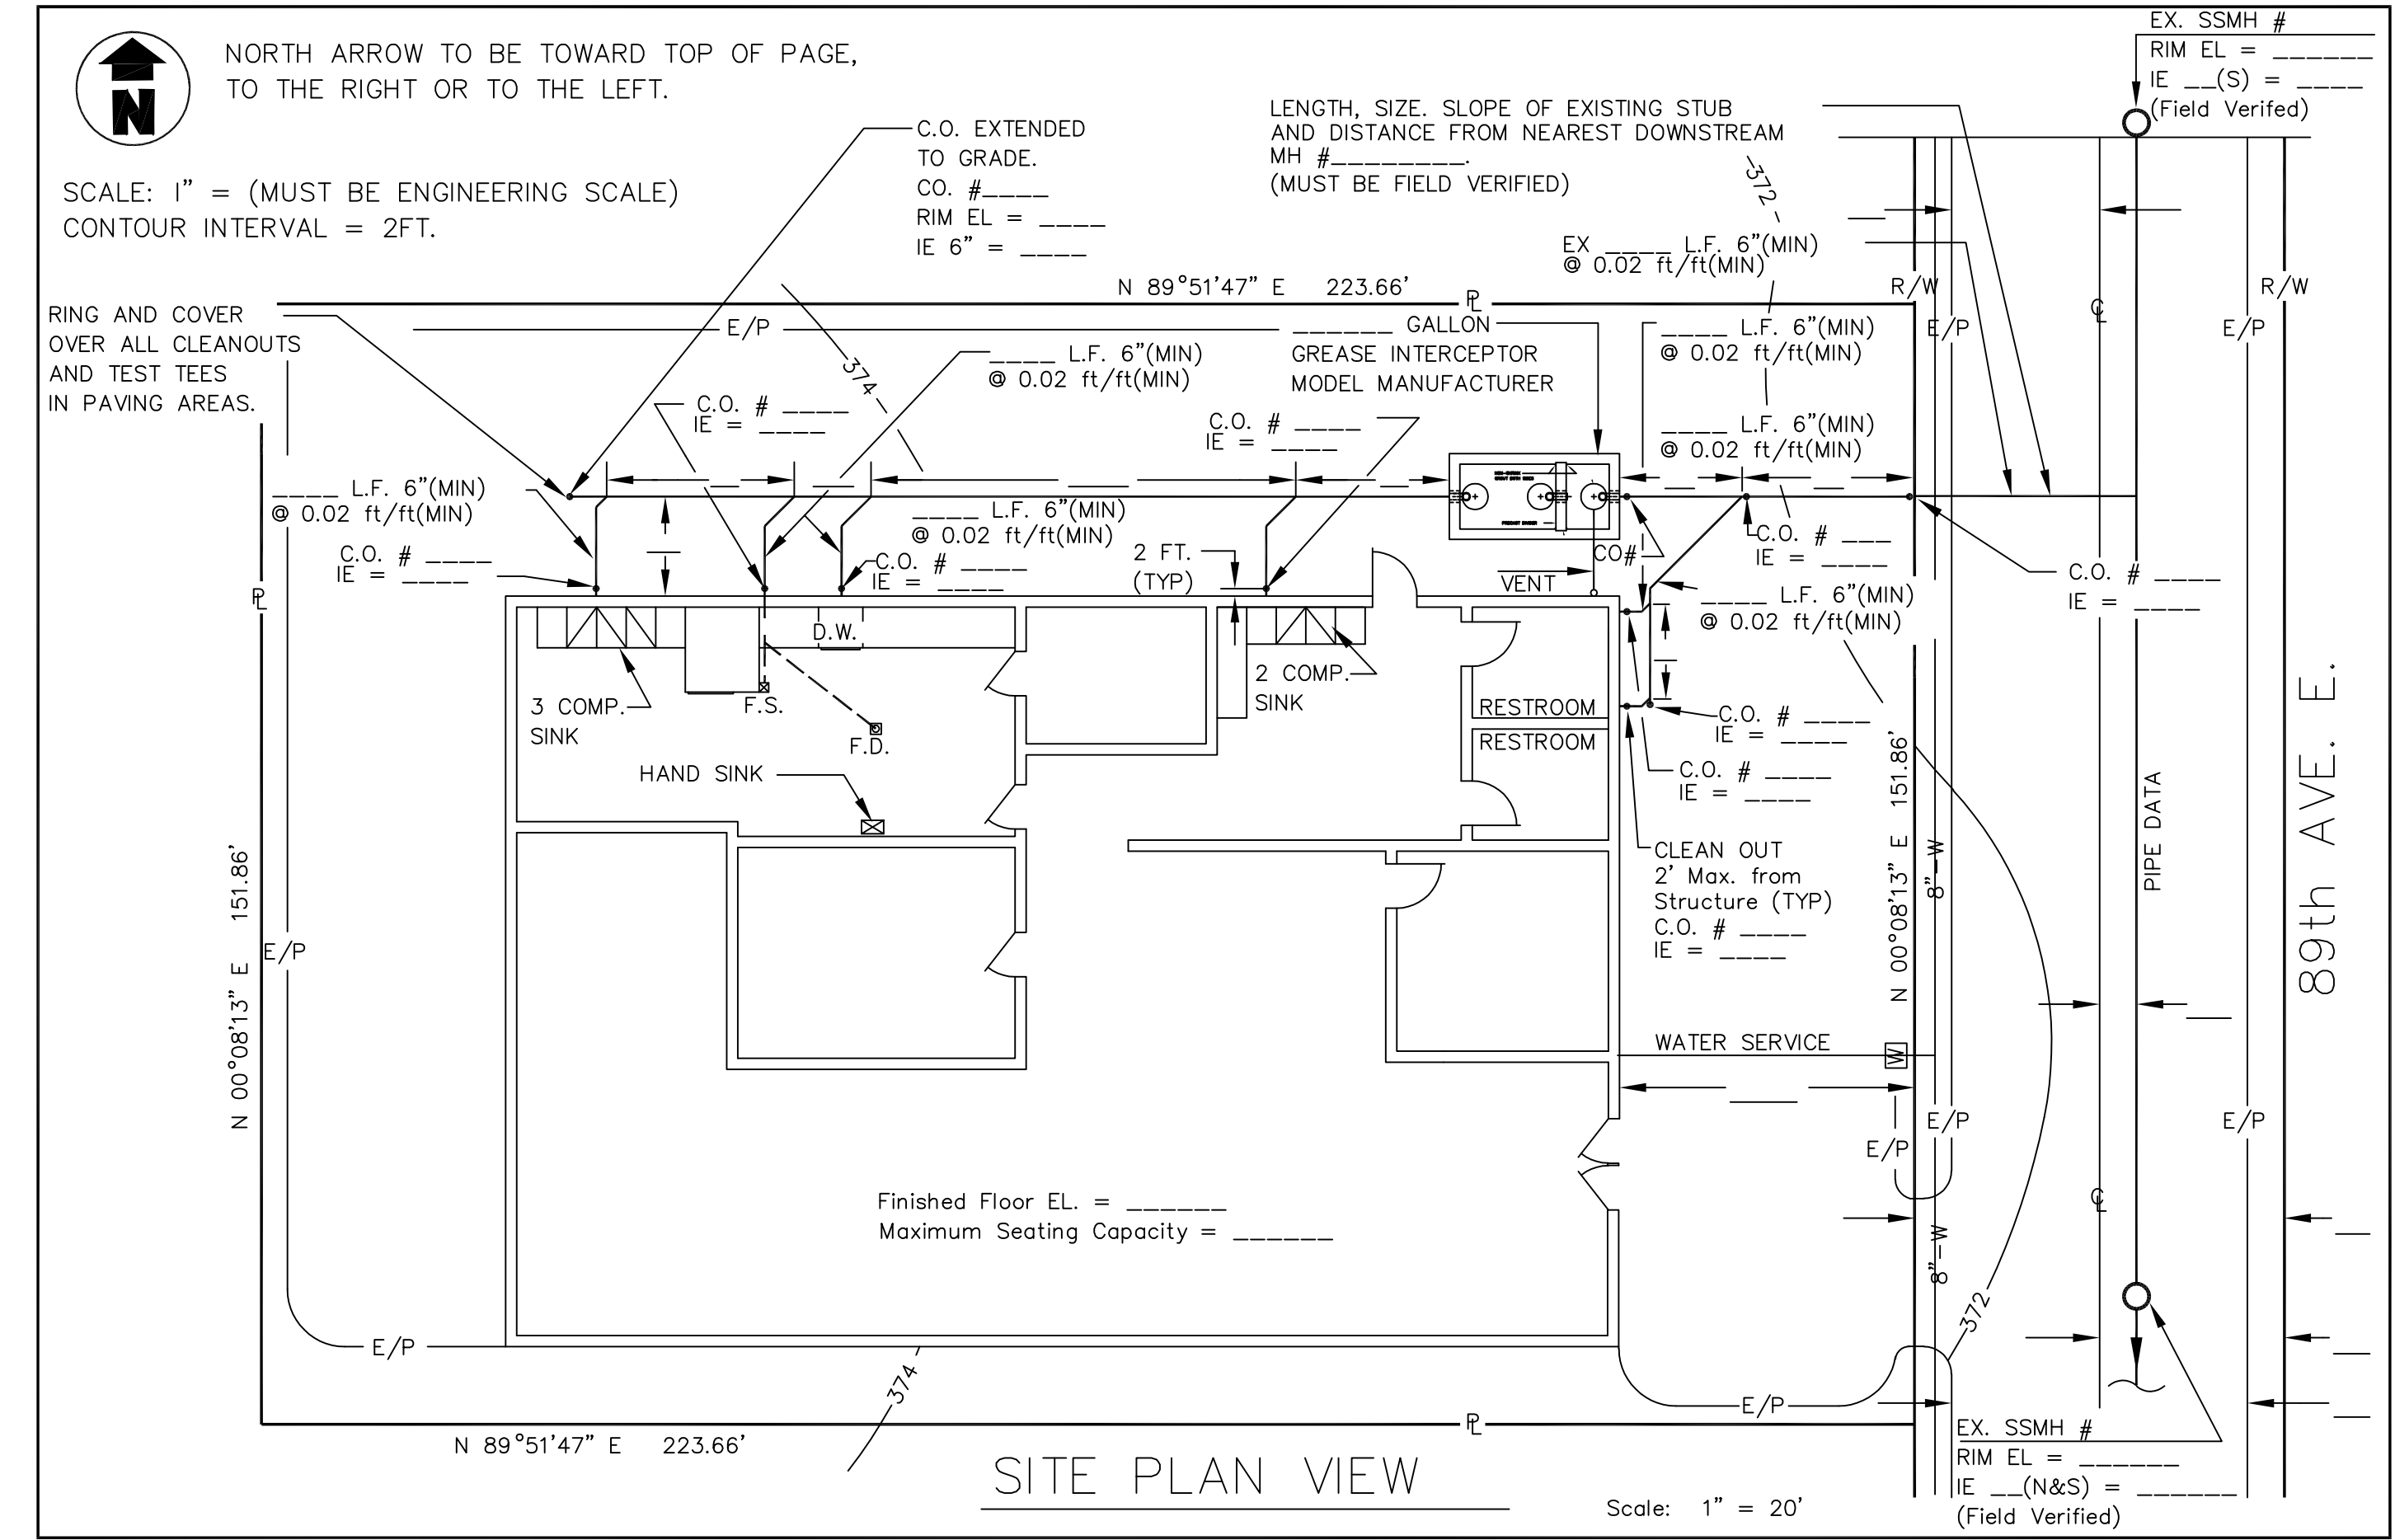 N
NORTH ARROW TO BE TOWARD TOP OF PAGE,
TO THE RIGHT OR TO THE LEFT.
SCALE: 1" = (MUST BE ENGINEERING SCALE)
CONTOUR INTERVAL = 2FT.
C.O. EXTENDED
TO GRADE.
CO. #____
RIM EL = ____
IE 6" = ____
LENGTH, SIZE. SLOPE OF EXISTING STUB
AND DISTANCE FROM NEAREST DOWNSTREAM
MH #________.
(MUST BE FIELD VERIFIED)
EX. SSMH #
RIM EL = ______
IE __(S) = ____
(Field Verifed)
372
EX ____ L.F. 6"(MIN)
@ 0.02 ft/ft(MIN)
N 89°51'47" E 223.66'
PL
R/W
R/W
CL
RING AND COVER
OVER ALL CLEANOUTS
AND TEST TEES
IN PAVING AREAS.
E/P
374
____ L.F. 6"(MIN)
@ 0.02 ft/ft(MIN)
______ GALLON
GREASE INTERCEPTOR
MODEL MANUFACTURER
____ L.F. 6"(MIN)
@ 0.02 ft/ft(MIN)
E/P
E/P
C.O. # ____
IE = ____
C.O. # ____
IE = ____
____ L.F. 6"(MIN)
@ 0.02 ft/ft(MIN)
____ L.F. 6"(MIN)
@ 0.02 ft/ft(MIN)
____ L.F. 6"(MIN)
@ 0.02 ft/ft(MIN)
C.O. # ____
IE = ____
C.O. # ____
IE = ____
2 FT.
(TYP)
VENT
CO#
C.O. # ___
IE = ____
C.O. # ____
IE = ____
PL
____ L.F. 6"(MIN)
@ 0.02 ft/ft(MIN)
D.W.
3 COMP.
SINK
F.S.
F.D.
2 COMP.
SINK
RESTROOM
RESTROOM
C.O. # ____
IE = ____
C.O. # ____
IE = ____
HAND SINK
CLEAN OUT
2' Max. from
Structure (TYP)
C.O. # ____
IE = ____
N 00°08'13" E 151.86'
E/P
N 00°08'13" E 151.86'
8"-W
PIPE DATA
89th AVE. E.
WATER SERVICE
W
E/P
E/P
E/P
Finished Floor EL. = ______
Maximum Seating Capacity = ______
CL
8"-W
372
E/P
374
E/P
PL
N 89°51'47" E 223.66'
SITE PLAN VIEW
Scale: 1" = 20'
EX. SSMH #
RIM EL = ______
IE __(N&S) = ______
(Field Verified)